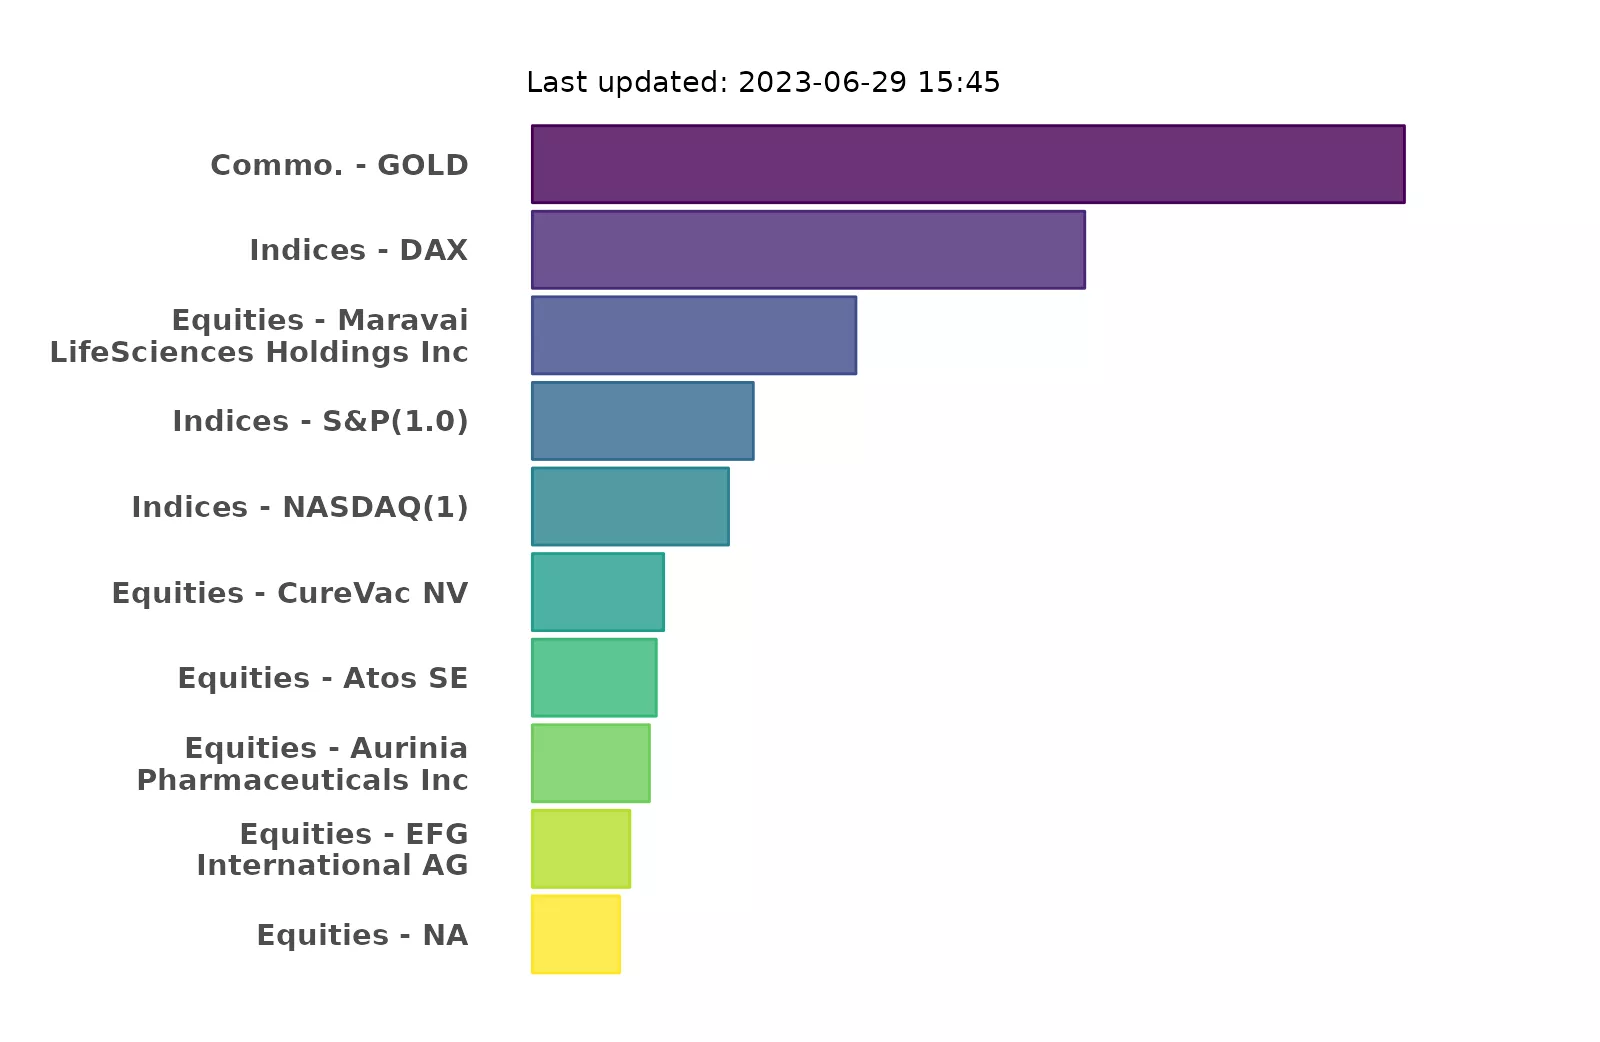 Last updated: 2023-06-29 15:45
Commo. - GOLD
Indices - DAX
Equities - Maravai
LifeSciences Holdings Inc
Indices - S&P(1.0)
Indices - NASDAQ(1)
Equities - CureVac NV
Equities - Atos SE
Equities - Aurinia
Pharmaceuticals Inc
Equities - EFG
International AG
Equities - NA